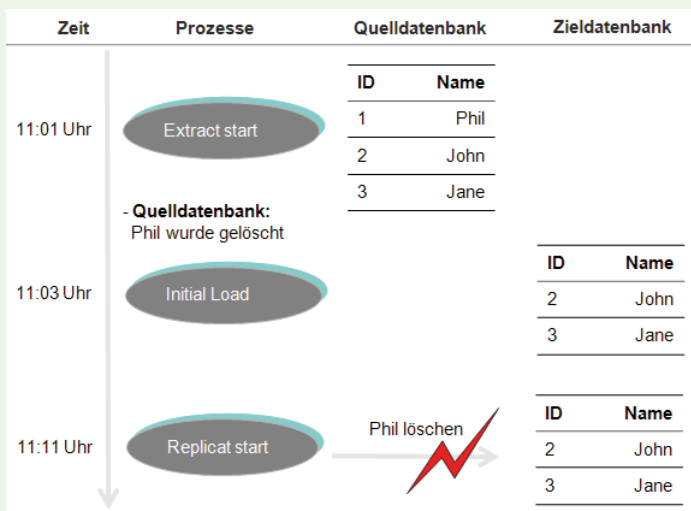 Zeit Prozesse Quelldatenbank Zieldatenbank
ID Name
11:01 Uhr Extract start 1 Phil
2 John
3 Jane
- Quelldatenbank:
Phil wurde gelöscht
ID Name
11:03 Uhr Initial Load 2 John
3 Jane
ID Name
Phil löschen
11:11 Uhr Replicat start 2 John
3 Jane